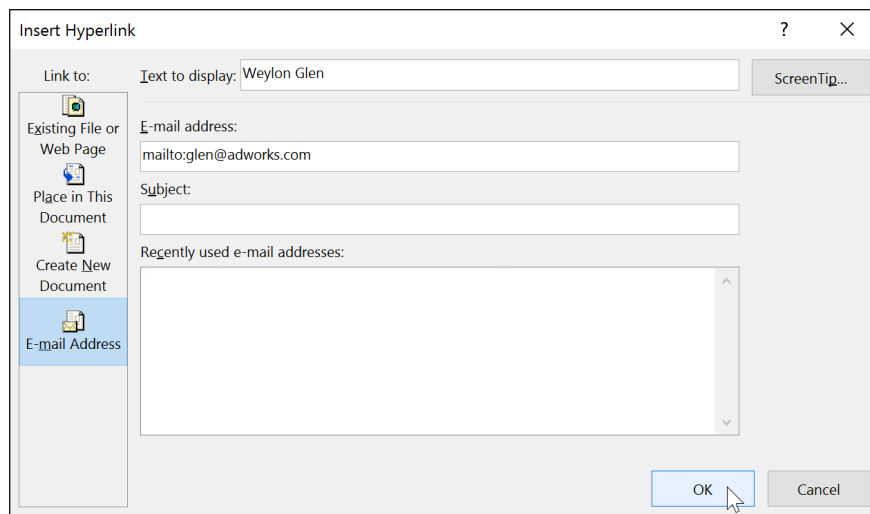 Insert Hyperlink
?
Link to:
Text to display:
Weylon Glen
ScreenTip...
Existing File or
Web Page
Place in This
Document
Create New
Document
E-mail Address
E-mail address:
mailto:glen@adworks.com
Subject:
Recently used e-mail addresses:
OK
Cancel